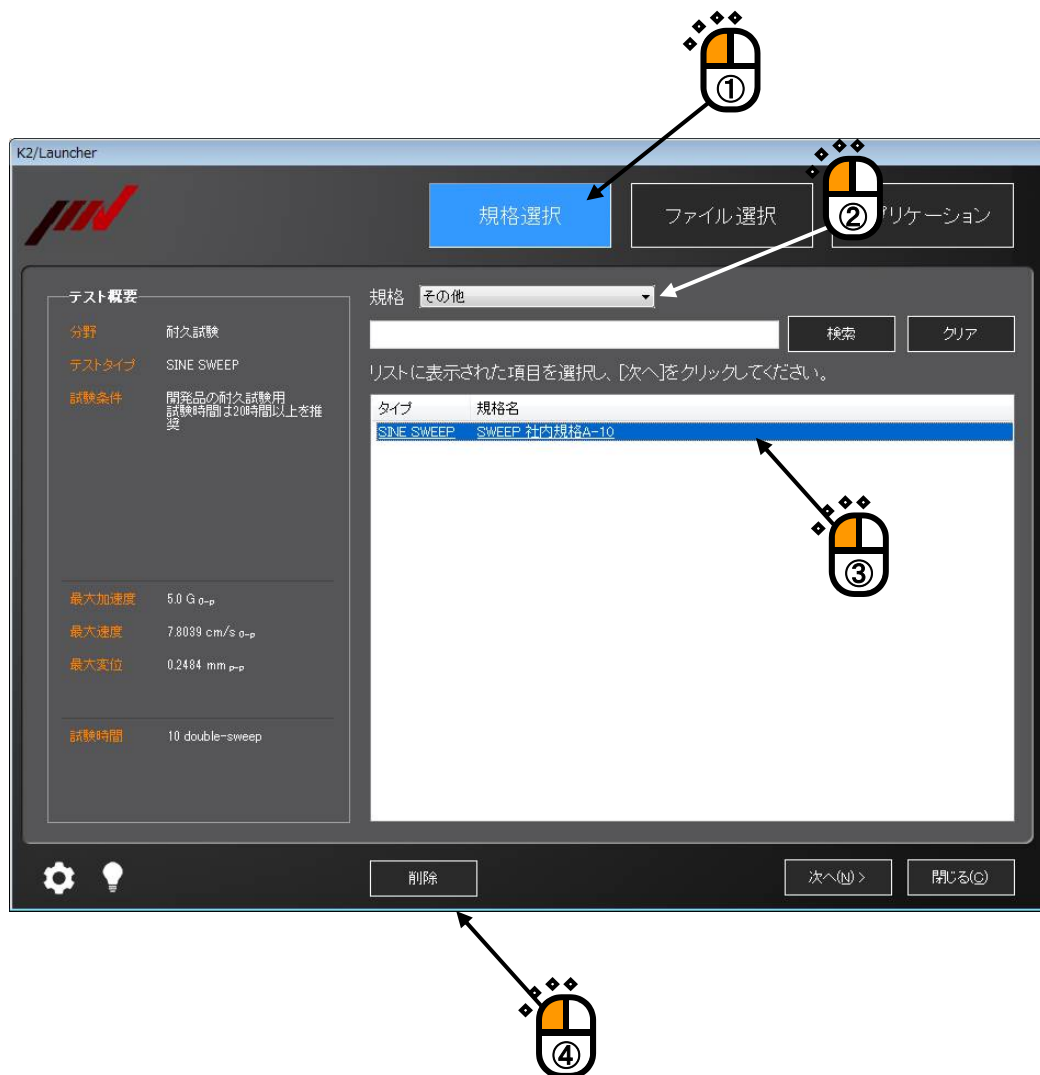 ①
K2/Launcher
規格選択
ファイル選択
②
リケーション
テスト概要
規格 その他
分野 耐久試験
検索 クリア
テストタイプ SINE SWEEP
リストに表示された項目を選択し、[次へ]をクリックしてください。
試験条件 開発品の耐久試験用
試験時間は20時間以上を推
奨
タイプ 規格名
SINE SWEEP SWEEP 社内規格A-10
③
最大加速度 5.0 G 0-p
最大速度 7.8039 cm/s 0-p
最大変位 0.2484 mm p-p
試験時間 10 double-sweep
削除
次へ(N) >
閉じる(C)
④